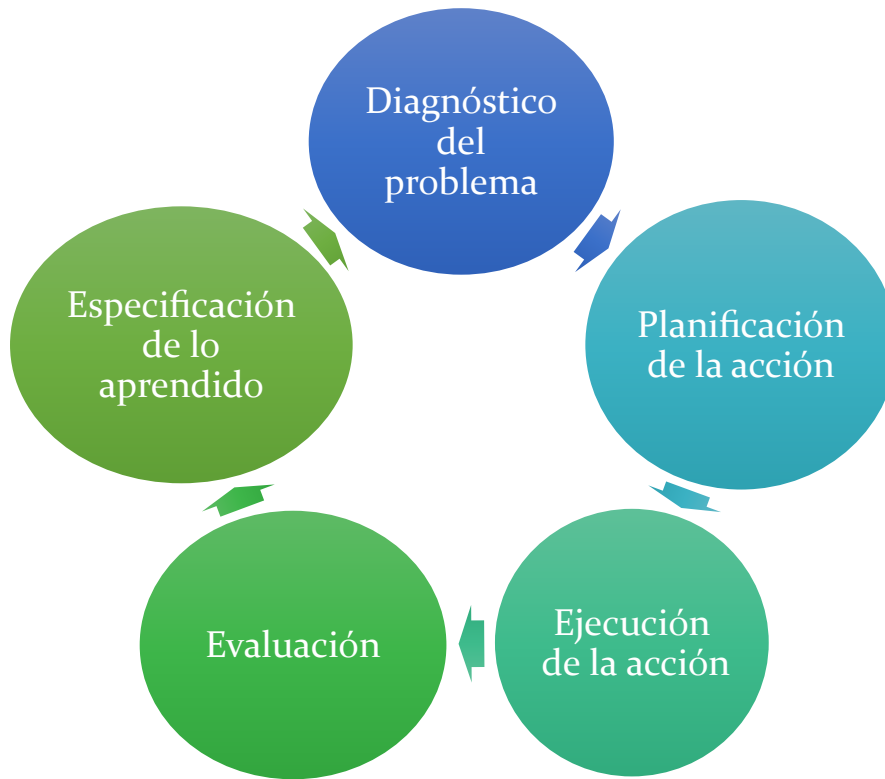 Diagnóstico
del
problema
Planificación
de la acción
Ejecución
de la acción
Evaluación
Especificación
de lo
aprendido